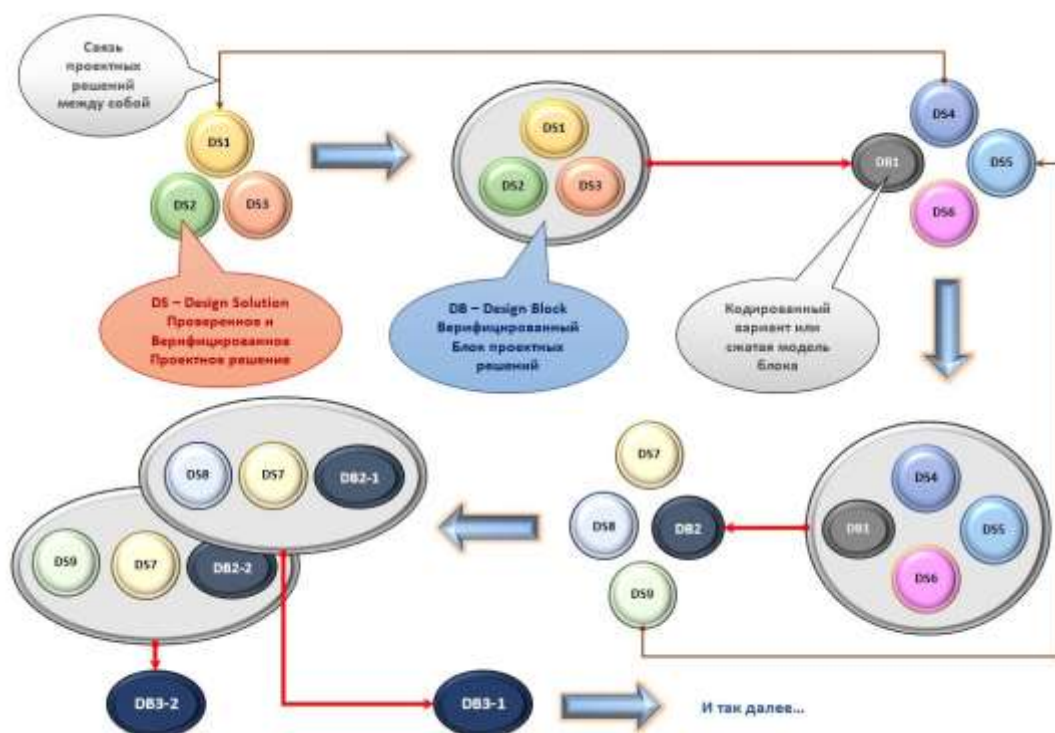 Связь
проектных
решений
между собой
DS1
DS2
DS3
DS1
DS2
DS3
DS4
DB1
DS5
DS6
DS – Design Solution
Проверенное и
Верифицированное
Проектное решение
DB – Design Block
Верифицированный
Блок проектных
решений
Кодированный
вариант или
сжатая модель
блока
DS8
DS7
DB2-1
DS9
DS7
DB2-2
DS7
DS8
DB2
DS9
DS4
DB1
DS5
DS6
DB3-2
DB3-1
И так далее...